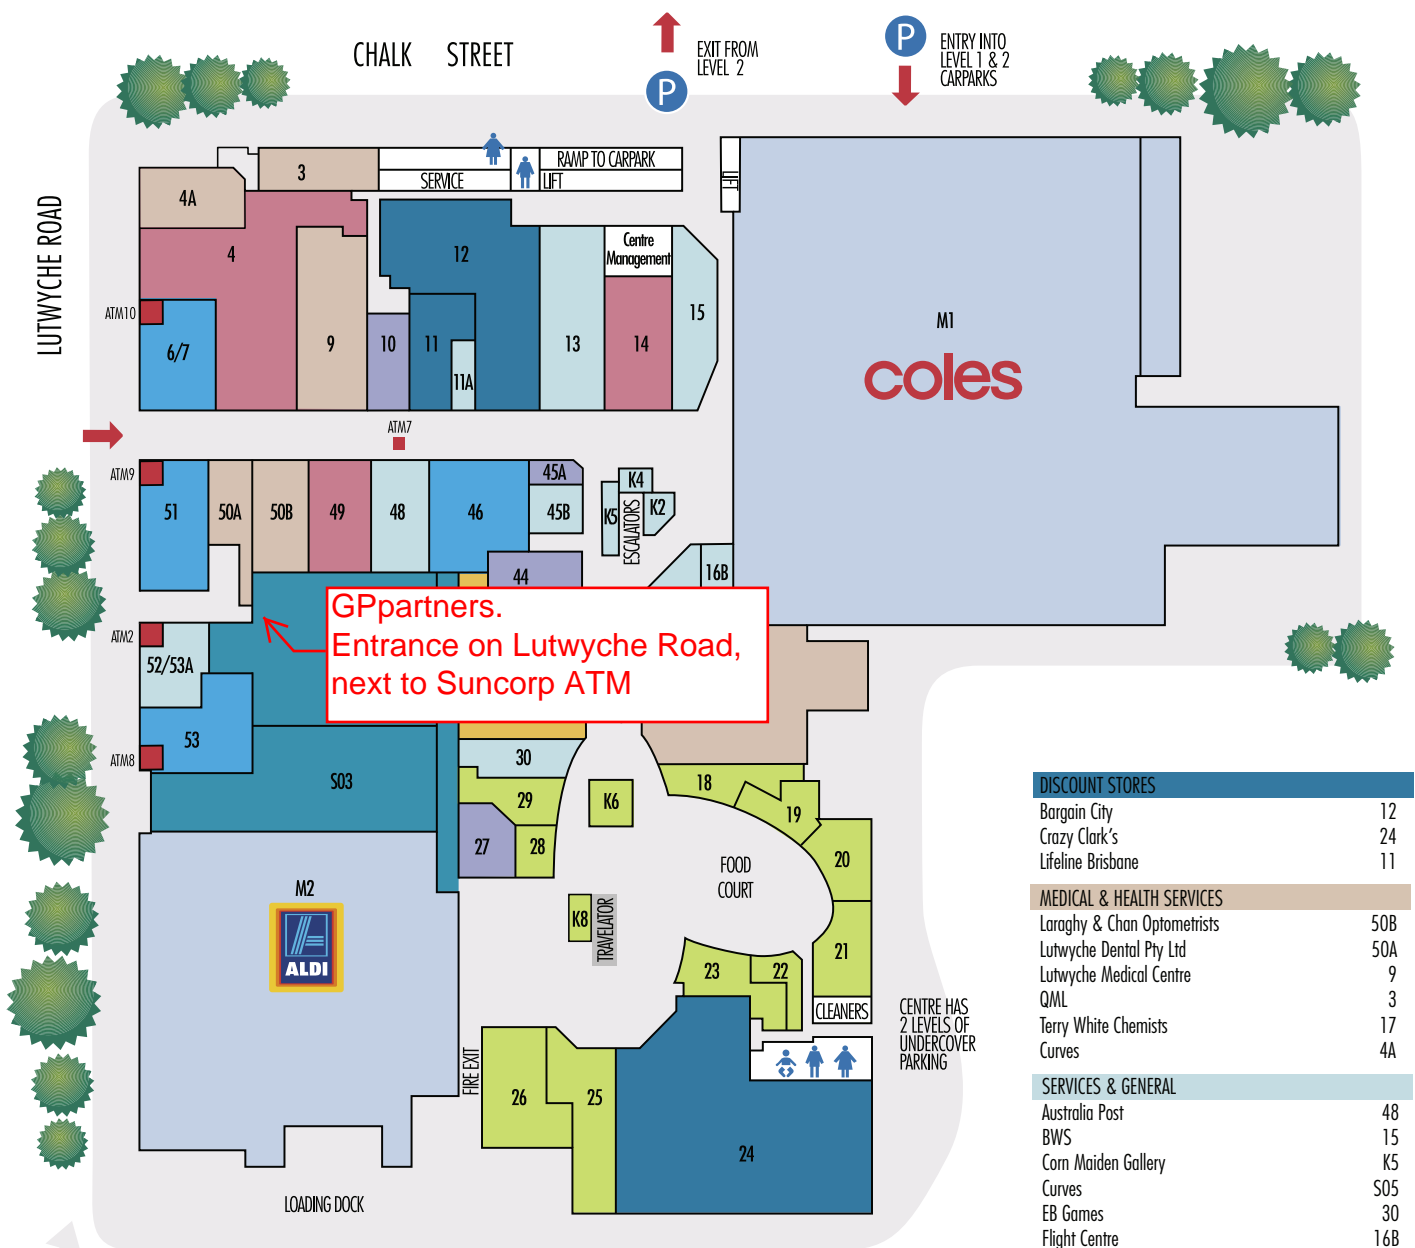 CHALK STREET
EXIT FROM
LEVEL 2
P
P
ENTRY INTO
LEVEL 1 & 2
CARPARKS
LUTWYCHE ROAD
3
SERVICE
RAMP TO CARPARK
LIFT
LIFT
4A
4
12
Centre
Management
ATM10
6/7
9
10
11
11A
13
14
15
M1
coles
ATM7
ATM9
51
50A
50B
49
48
46
45A
45B
K4
K5
K2
ESCALATORS
44
16B
GPpartners.
Entrance on Lutwyche Road,
next to Suncorp ATM
ATM2
52/53A
53
ATM8
S03
30
29
27
28
K6
18
19
20
21
FOOD
COURT
K8
TRAVELATOR
23
22
CLEANERS
M2
ALDI
CENTRE HAS
2 LEVELS OF
UNDERCOVER
PARKING
FIRE EXIT
26
25
24
LOADING DOCK
DISCOUNT STORES
Bargain City 12
Crazy Clark's 24
Lifeline Brisbane 11
MEDICAL & HEALTH SERVICES
Laraghy & Chan Optometrists 50B
Lutwyche Dental Pty Ltd 50A
Lutwyche Medical Centre 9
QML 3
Terry White Chemists 17
Curves 4A
SERVICES & GENERAL
Australia Post 48
BWS 15
Corn Maiden Gallery K5
Curves S05
EB Games 30
Flight Centre 16B